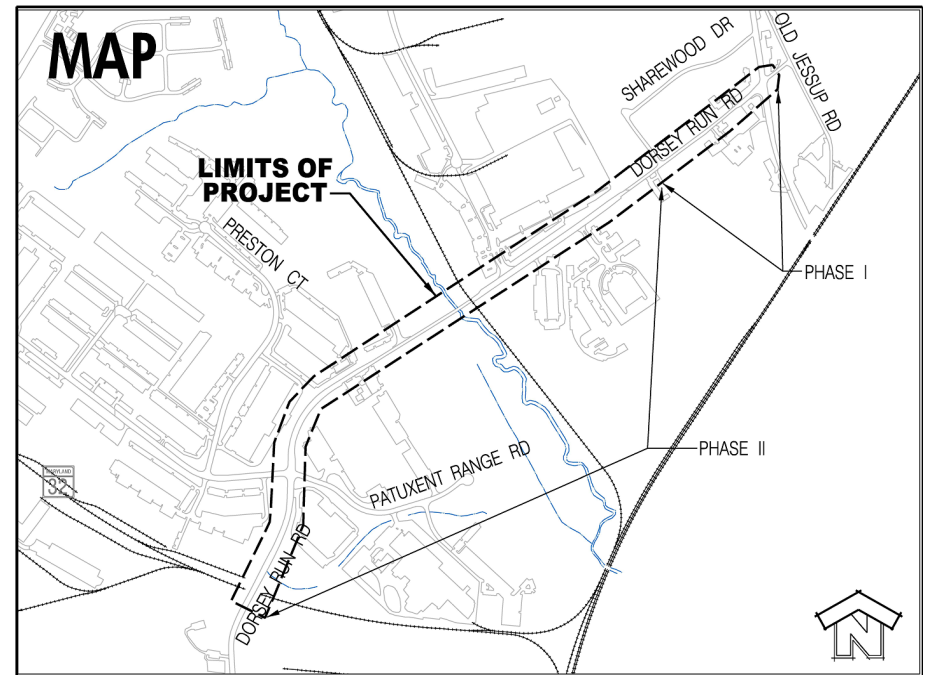 MAP
SHAREWOOD DR
OLD JESSUP RD
DORSEY RUN RD
LIMITS OF
PROJECT
PRESTON CT
PHASE I
PHASE II
PATUXENT RANGE RD
MARYLAND
32
DORSEY RUN RD
N